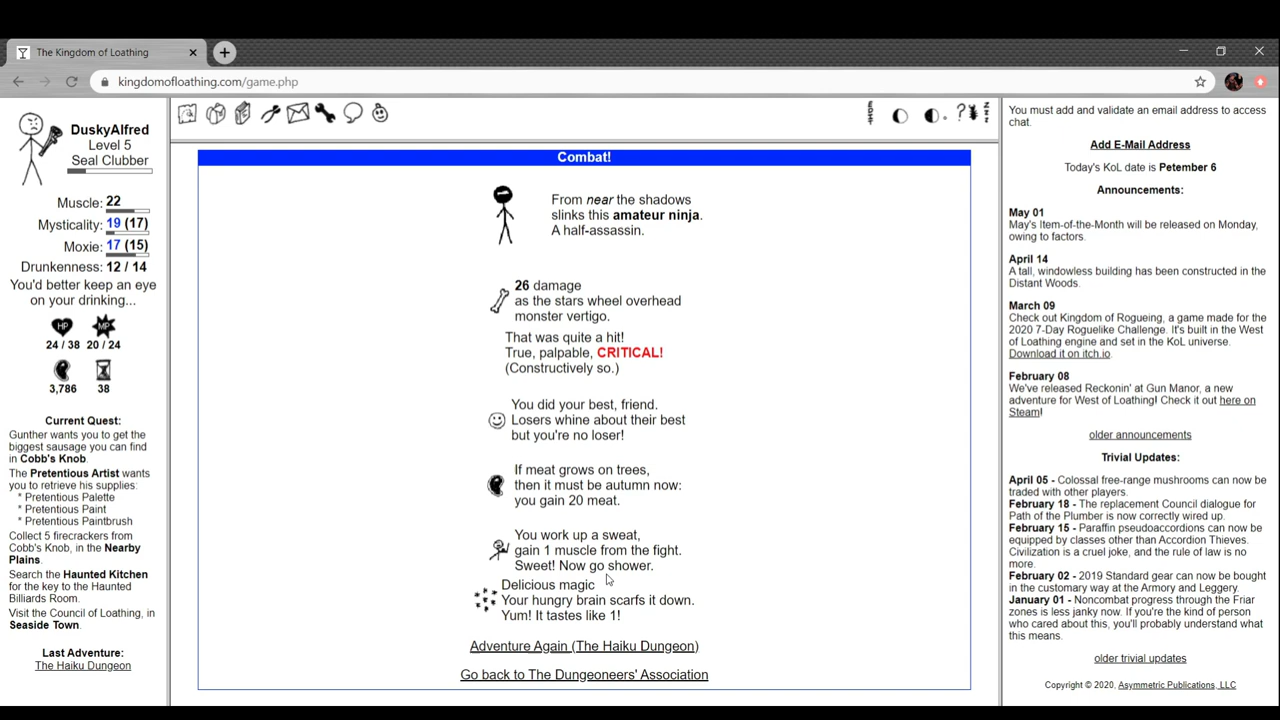 The Kingdom of Loathing
kingdomofloathing.com/game.php
DuskyAlfred
Level 5
Seal Clubber
Muscle: 22
Mysticality: 19 (17)
Moxie: 17 (15)
Drunkenness: 12 / 14
You'd better keep an eye
on your drinking...
HP MP
24 / 38 20 / 24
3,786 38
Current Quest:
Gunther wants you to get the
biggest sausage you can find
in Cobb's Knob.
The Pretentious Artist wants
you to retrieve his supplies:
* Pretentious Palette
* Pretentious Paint
* Pretentious Paintbrush
Collect 5 firecrackers from
Cobb's Knob, in the Nearby
Plains.
Search the Haunted Kitchen
for the key to the Haunted
Billiards Room.
Visit the Council of Loathing, in
Seaside Town.
Last Adventure:
The Haiku Dungeon
Combat!
From near the shadows
slinks this amateur ninja.
A half-assassin.
26 damage
as the stars wheel overhead
monster vertigo.
That was quite a hit!
True, palpable, CRITICAL!
(Constructively so.)
You did your best, friend.
Losers whine about their best
but you're no loser!
If meat grows on trees,
then it must be autumn now:
you gain 20 meat.
You work up a sweat,
gain 1 muscle from the fight.
Sweet! Now go shower.
Delicious magic
Your hungry brain scarfs it down.
Yum! It tastes like 1!
Adventure Again (The Haiku Dungeon)
Go back to The Dungeoneers' Association
You must add and validate an email address to access
chat.
Add E-Mail Address
Today's KoL date is Petember 6
Announcements:
May 01
May's Item-of-the-Month will be released on Monday,
owing to factors.
April 14
A tall, windowless building has been constructed in the
Distant Woods.
March 09
Check out Kingdom of Rogueing, a game made for the
2020 7-Day Roguelike Challenge. It's built in the West
of Loathing engine and set in the KoL universe.
Download it on itch.io.
February 08
We've released Reckonin' at Gun Manor, a new
adventure for West of Loathing! Check it out here on
Steam!
older announcements
Trivial Updates:
April 05 - Colossal free-range mushrooms can now be
traded with other players.
February 18 - The replacement Council dialogue for
Path of the Plumber is now correctly wired up.
February 15 - Paraffin pseudoaccordions can now be
equipped by classes other than Accordion Thieves.
Civilization is a cruel joke, and the rule of law is no
more.
February 02 - 2019 Standard gear can now be bought
in the customary way at the Armory and Leggery.
January 01 - Noncombat progress through the Friar
zones is less janky now. If you're the kind of person
who cared about this, you'll probably understand what
this means.
older trivial updates
Copyright © 2020, Asymmetric Publications, LLC